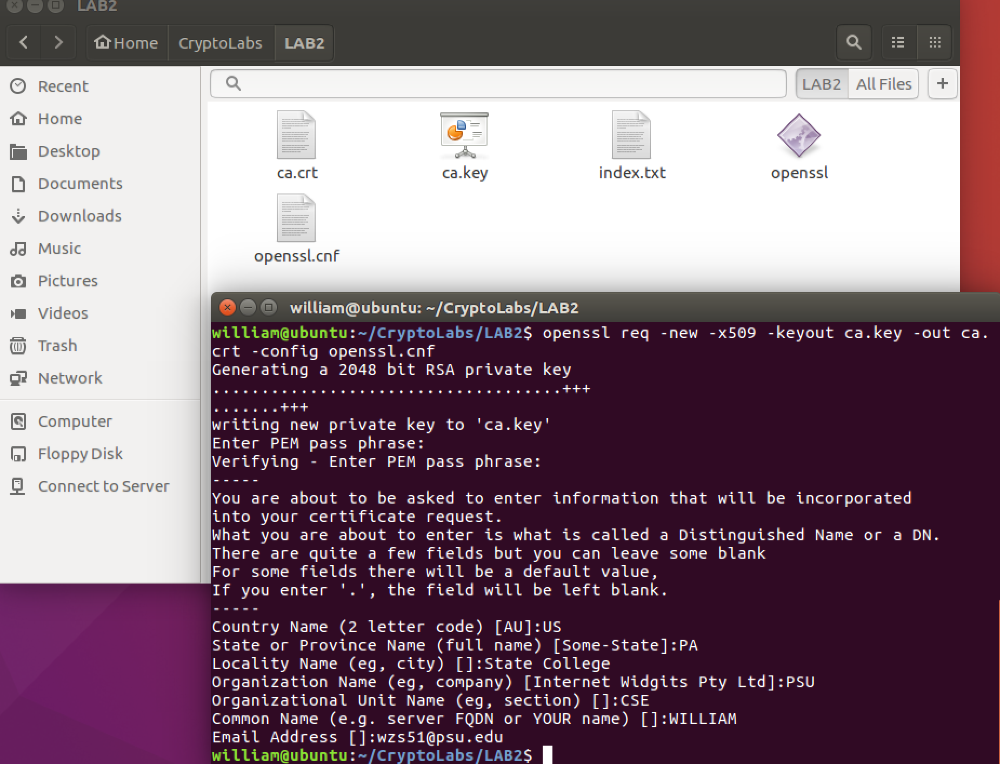 LAB2
Home CryptoLabs LAB2
Recent
Home
Desktop
Documents
Downloads
Music
Pictures
Videos
Trash
Network
Computer
Floppy Disk
Connect to Server
LAB2 All Files +
ca.crt ca.key index.txt openssl
openssl.cnf
william@ubuntu: ~/CryptoLabs/LAB2
william@ubuntu:~/CryptoLabs/LAB2$ openssl req -new -x509 -keyout ca.key -out ca.
crt -config openssl.cnf
Generating a 2048 bit RSA private key
....................................+++
.......+++
writing new private key to 'ca.key'
Enter PEM pass phrase:
Verifying - Enter PEM pass phrase:
-----
You are about to be asked to enter information that will be incorporated
into your certificate request.
What you are about to enter is what is called a Distinguished Name or a DN.
There are quite a few fields but you can leave some blank
For some fields there will be a default value,
If you enter '.', the field will be left blank.
-----
Country Name (2 letter code) [AU]:US
State or Province Name (full name) [Some-State]:PA
Locality Name (eg, city) []:State College
Organization Name (eg, company) [Internet Widgits Pty Ltd]:PSU
Organizational Unit Name (eg, section) []:CSE
Common Name (e.g. server FQDN or YOUR name) []:WILLIAM
Email Address []:wzs51@psu.edu
william@ubuntu:~/CryptoLabs/LAB2$